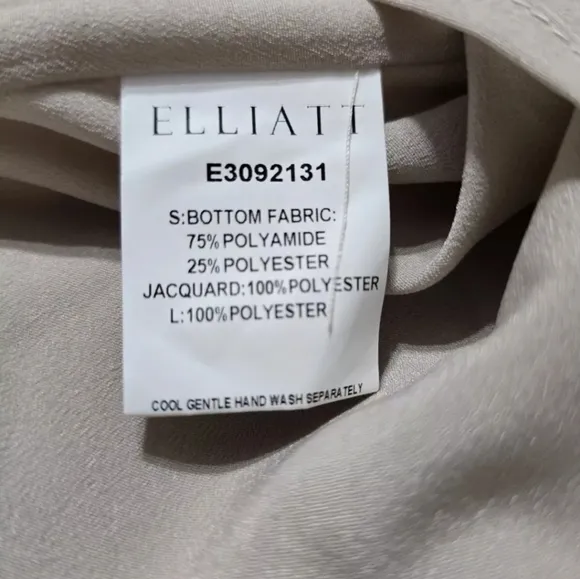 ELLIATT
E3092131
S:BOTTOM FABRIC:
75%POLYAMIDE
25%POLYESTER
JACQUARD:100%POLYESTER
L:100%POLYESTER
COOL GENTLE HAND WASH SEPARATELY